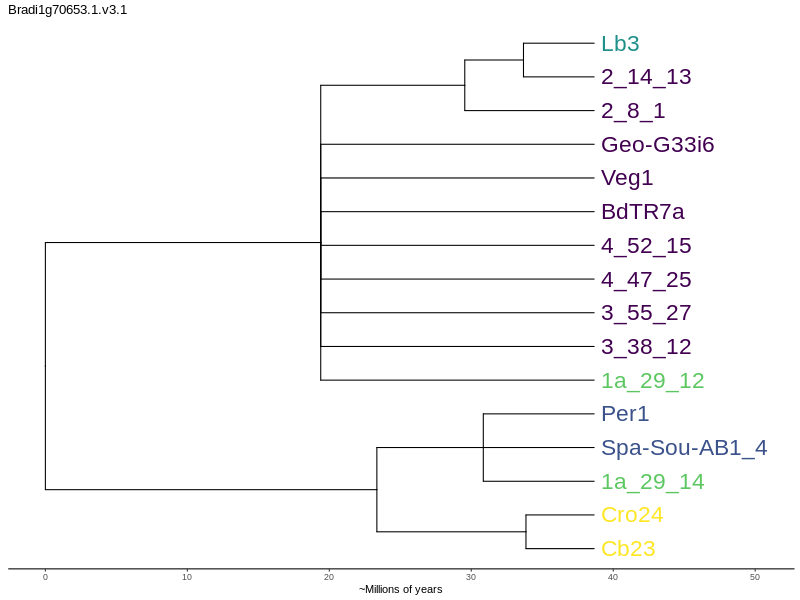 Bradi1g70653.1.v3.1
Lb3
2_14_13
2_8_1
Geo-G33i6
Veg1
BdTR7a
4_52_15
4_47_25
3_55_27
3_38_12
1a_29_12
Per1
Spa-Sou-AB1_4
1a_29_14
Cro24
Cb23
0 10 20 30 40 50
~Millions of years